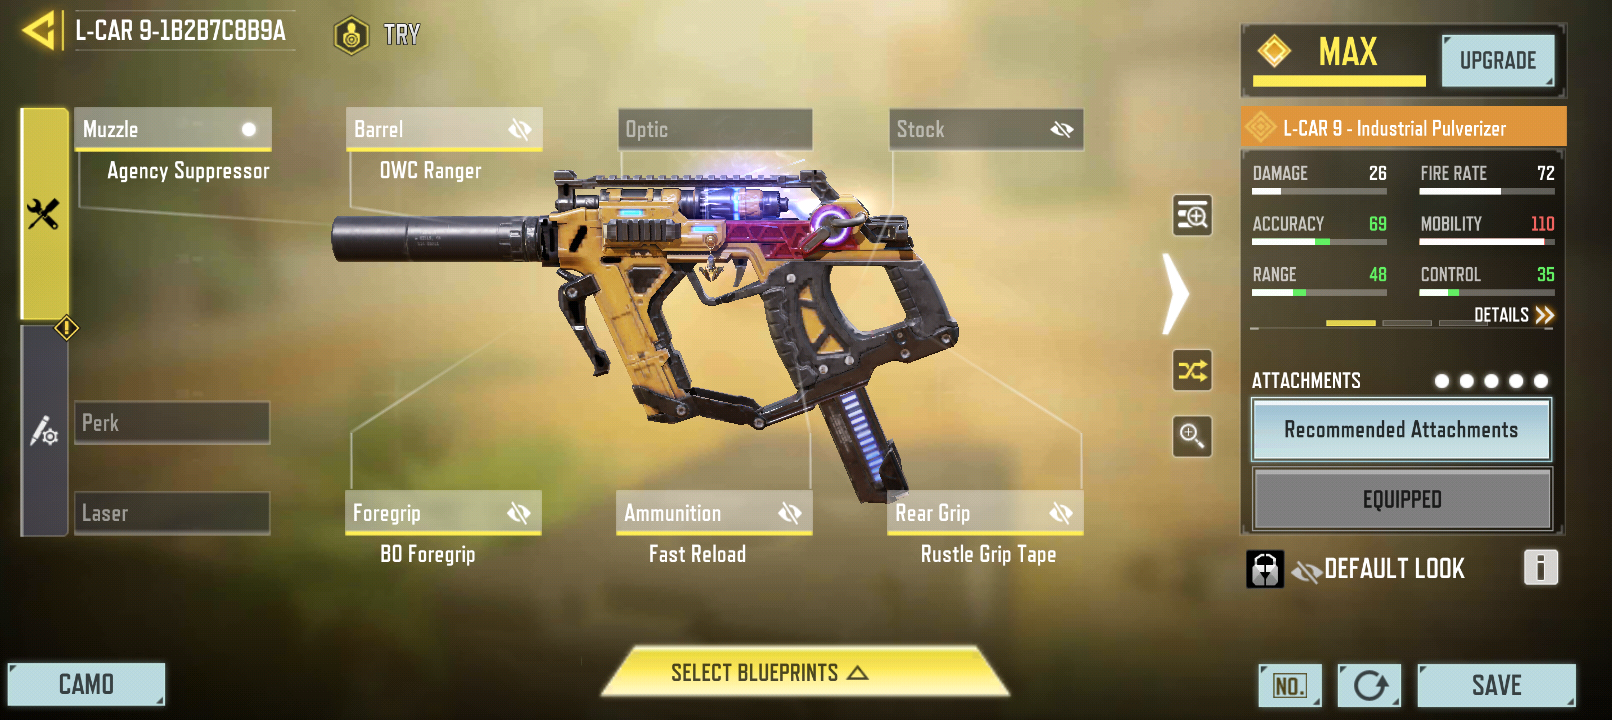 L-CAR 9-1B2B7C8B9A
TRY
MAX
UPGRADE
L-CAR 9 - Industrial Pulverizer
Muzzle
Agency Suppressor
Barrel
OWC Ranger
Optic
Stock
DAMAGE 26
FIRE RATE 72
ACCURACY 69
MOBILITY 110
RANGE 48
CONTROL 35
DETAILS
ATTACHMENTS
Recommended Attachments
EQUIPPED
Perk
Laser
Foregrip
BO Foregrip
Ammunition
Fast Reload
Rear Grip
Rustle Grip Tape
DEFAULT LOOK
i
CAMO
SELECT BLUEPRINTS
NO.
SAVE